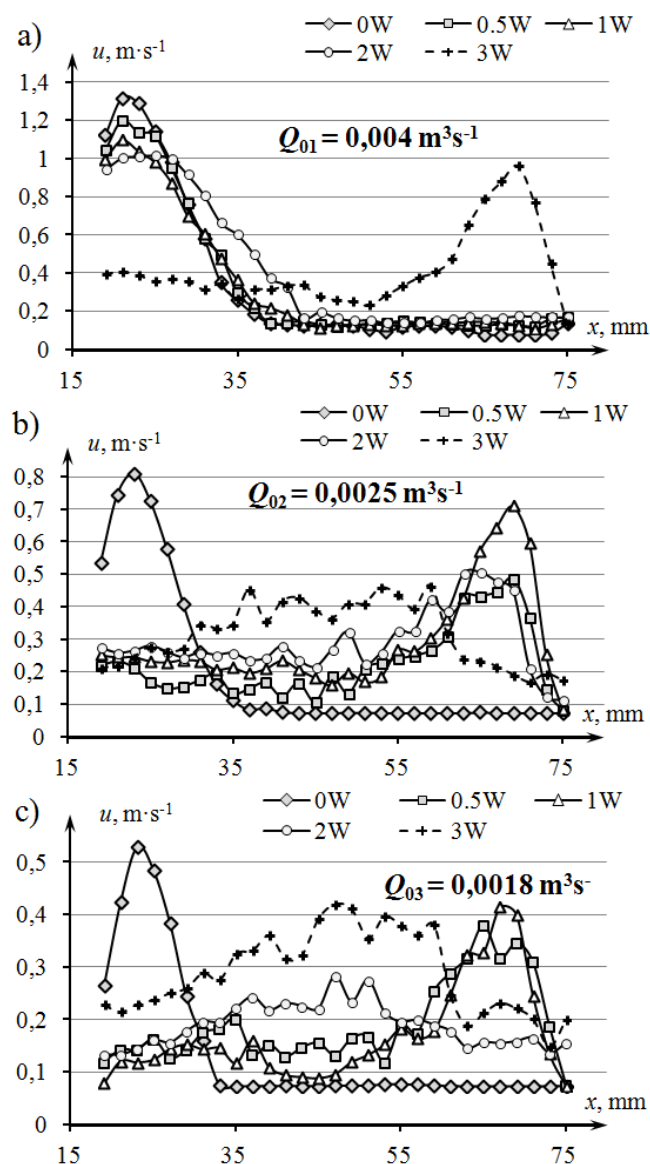 a)
0W 0.5W 1W
2W 3W
u, m·s-1
1,4
1,2
1
0,8
0,6
0,4
0,2
0
Q01 = 0,004 m3s-1
x, mm
15 35 55 75
b)
0W 0.5W 1W
2W 3W
u, m·s-1
0,8
0,7
0,6
0,5
0,4
0,3
0,2
0,1
0
Q02 = 0,0025 m3s-1
x, mm
15 35 55 75
c)
0W 0.5W 1W
2W 3W
u, m·s-1
0,5
0,4
0,3
0,2
0,1
0
Q03 = 0,0018 m3s-
x, mm
15 35 55 75